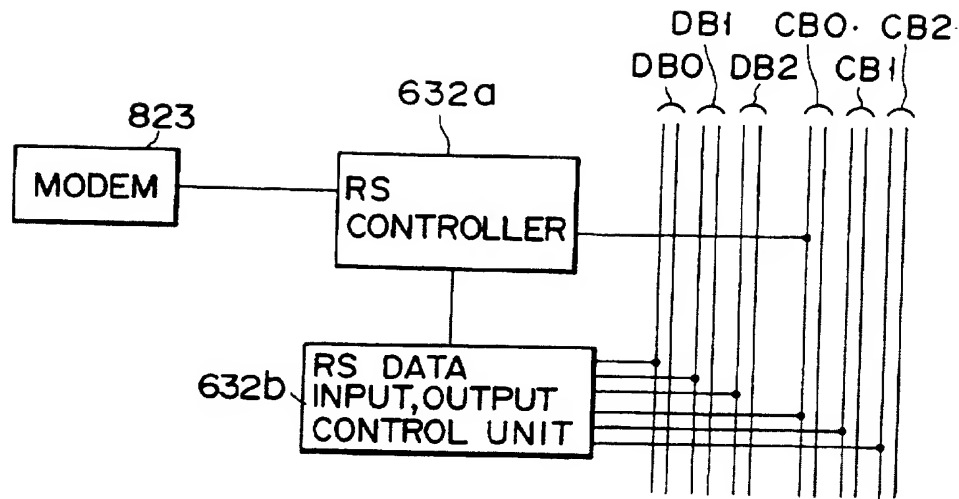 DB1 CB0. CB2
DB0 DB2 CB1
632a
823
MODEM
RS
CONTROLLER
632b
RS DATA
INPUT,OUTPUT
CONTROL UNIT